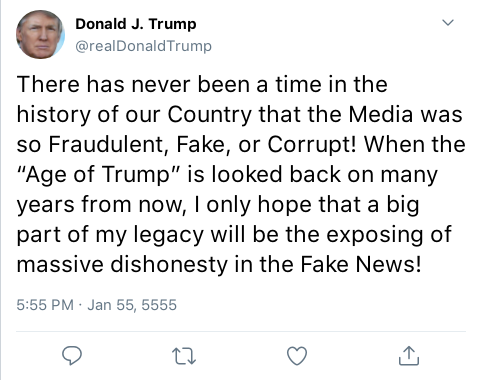 Donald J. Trump
@realDonaldTrump
There has never been a time in the
history of our Country that the Media was
so Fraudulent, Fake, or Corrupt! When the
“Age of Trump” is looked back on many
years from now, I only hope that a big
part of my legacy will be the exposing of
massive dishonesty in the Fake News!
5:55 PM · Jan 55, 5555